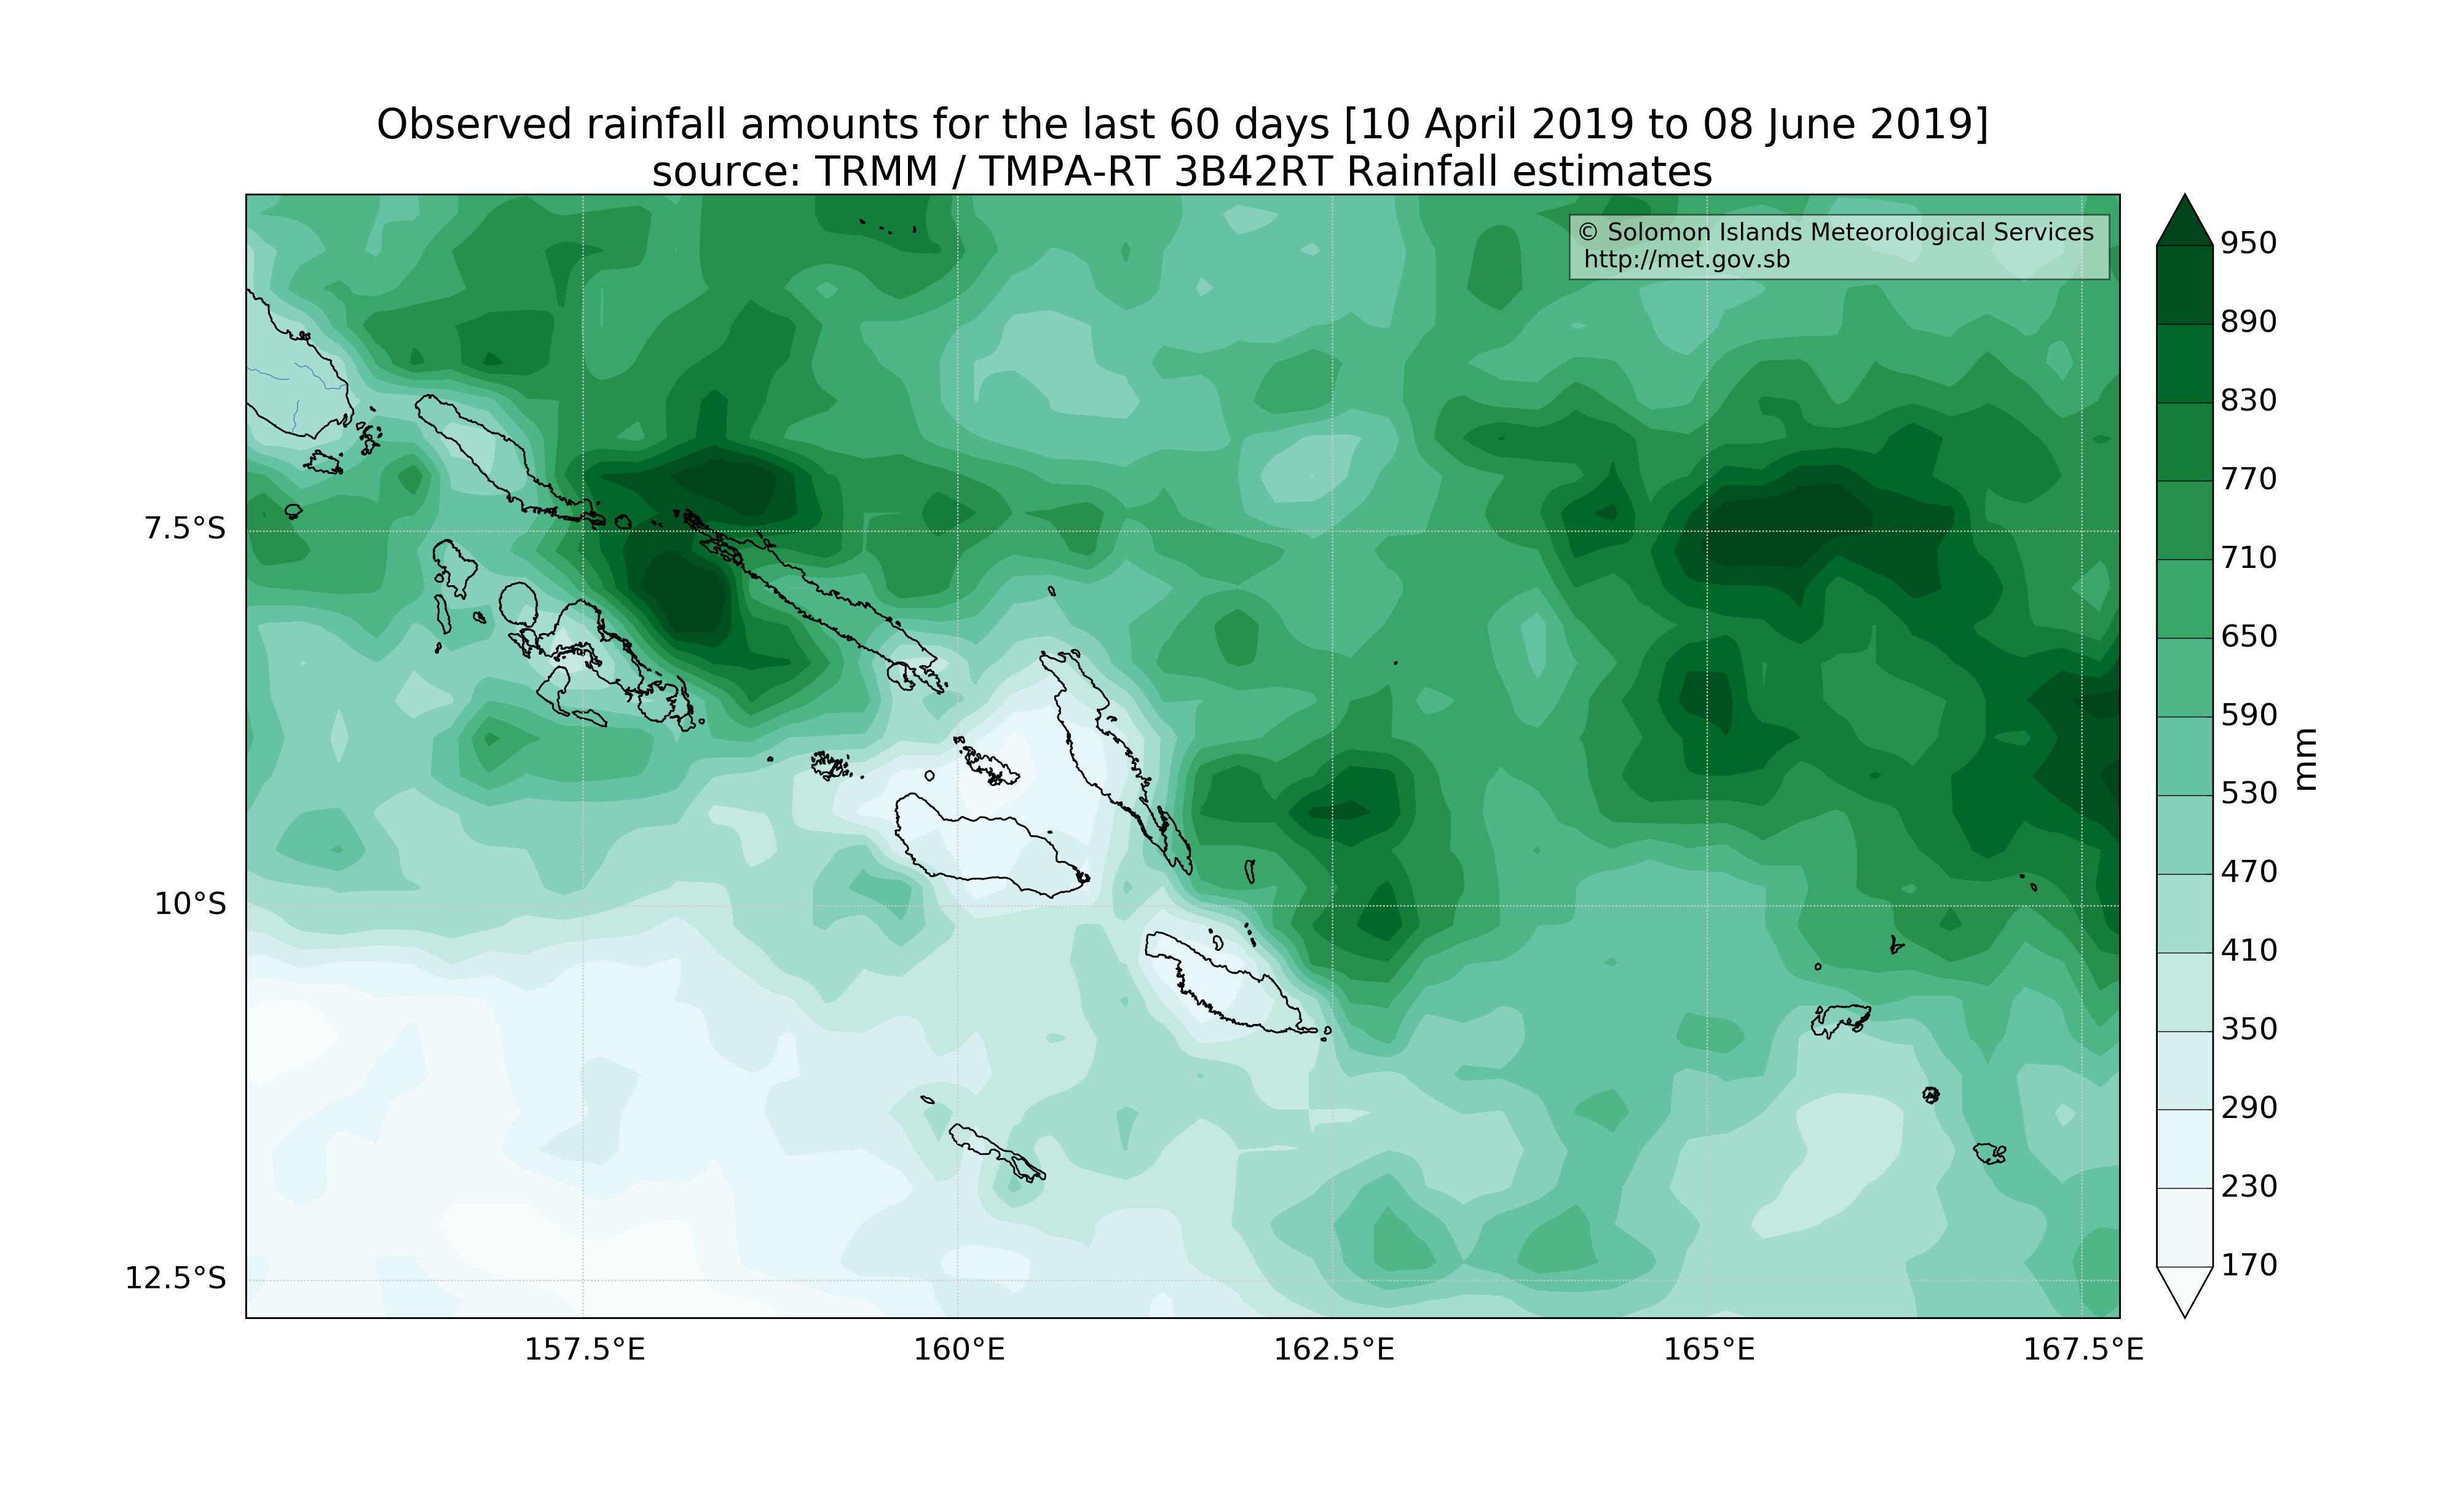 Observed rainfall amounts for the last 60 days [10 April 2019 to 08 June 2019]
source: TRMM / TMPA-RT 3B42RT Rainfall estimates
© Solomon Islands Meteorological Services
http://met.gov.sb
7.5°S
10°S
12.5°S
157.5°E
160°E
162.5°E
165°E
167.5°E
950
890
830
770
710
650
590
530
470
410
350
290
230
170
mm